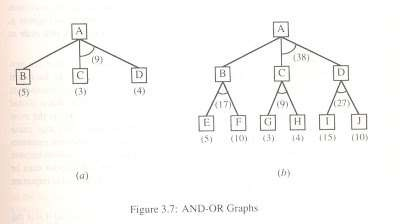 A
(9)
B C D
(5) (3) (4)
A
(38)
B C D
(17) (9) (27)
E F G H I J
(5) (10) (3) (4) (15) (10)
(a) (b)
Figure 3.7: AND-OR Graphs